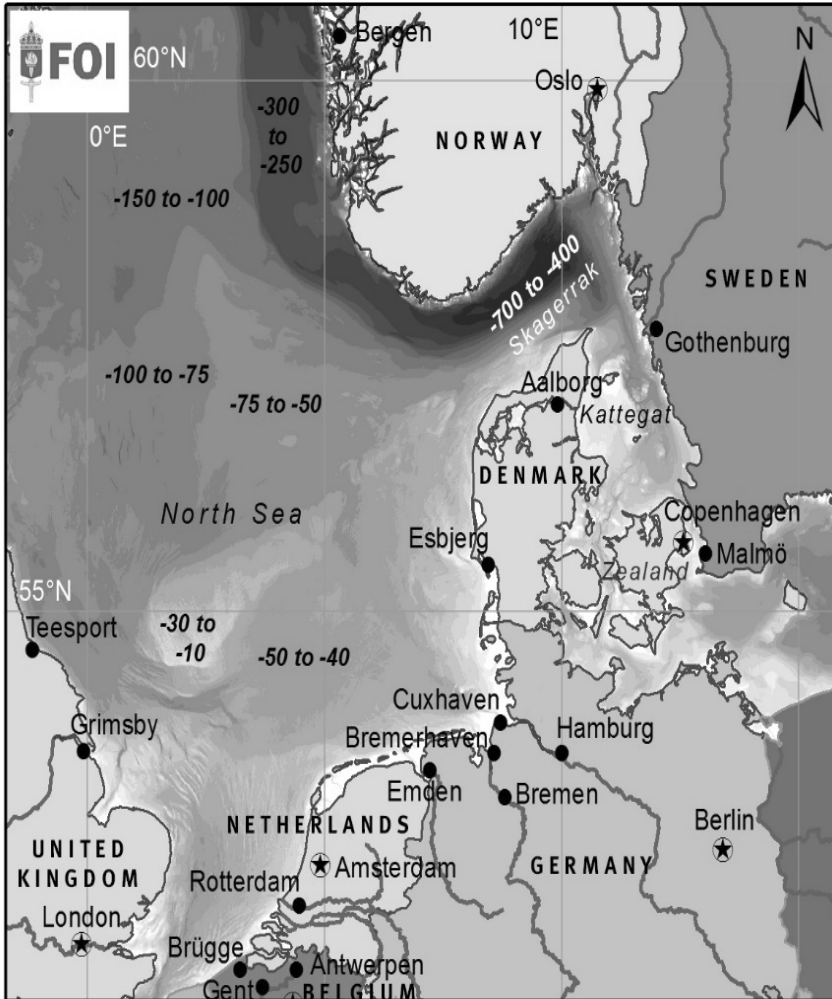 FOI
60°N
0°E
10°E
N
Bergen
Oslo
-300
to
-250
NORWAY
-150 to -100
-700 to -400
Skagerrak
SWEDEN
Gothenburg
-100 to -75
-75 to -50
Aalborg
Kattegat
DENMARK
North Sea
Copenhagen
Esbjerg
Malmö
Zealand
55°N
Teesport
-30 to
-10
-50 to -40
Cuxhaven
Grimsby
Bremerhaven
Hamburg
Emden
Bremen
NETHERLANDS
Berlin
UNITED
KINGDOM
Amsterdam
GERMANY
Rotterdam
London
Brügge
Antwerpen
Gent
BELGIUM